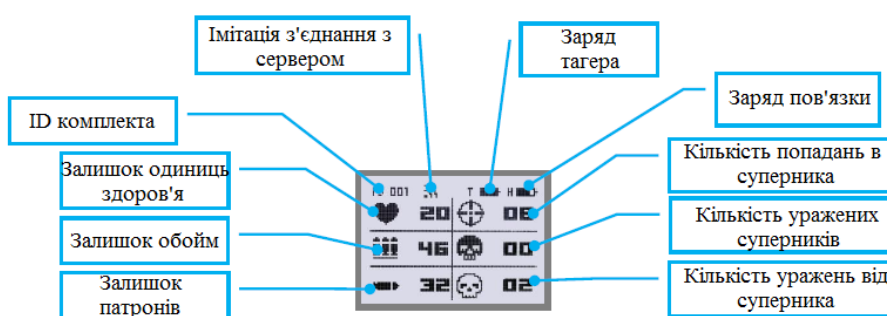 Імітація з'єднання з
сервером
Заряд
тагера
Заряд пов'язки
ID комплекта
Кількість попадань в
суперника
Залишок одиниць
здоров'я
Кількість уражених
суперників
Залишок обойм
Кількість уражень від
суперника
Залишок
патронів
001 T H
20
46 00
32 02